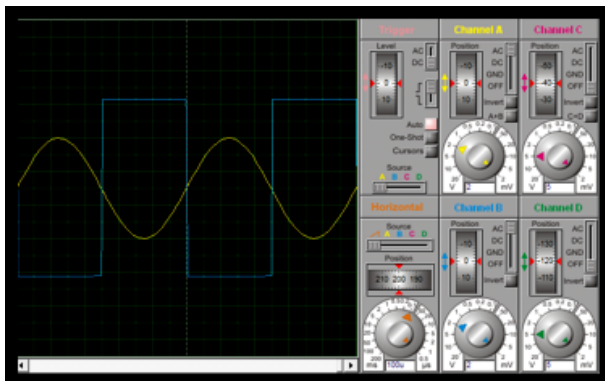 Trigger
Level
AC
DC
-10
0
10
Auto
One-Shot
Cursors
Source
A B C D
Channel A
Position
AC
DC
GND
OFF
-10
0
10
Invert
A+B
V 2 mV
Channel C
Position
AC
DC
GND
OFF
-50
-40
-30
Invert
C+D
V 5 mV
Horizontal
Source
A B C D
Position
210 200 190
ms 100u µs
Channel B
Position
AC
DC
GND
OFF
-10
0
10
Invert
V 2 mV
Channel D
Position
AC
DC
GND
OFF
-130
-120
-110
Invert
V 5 mV